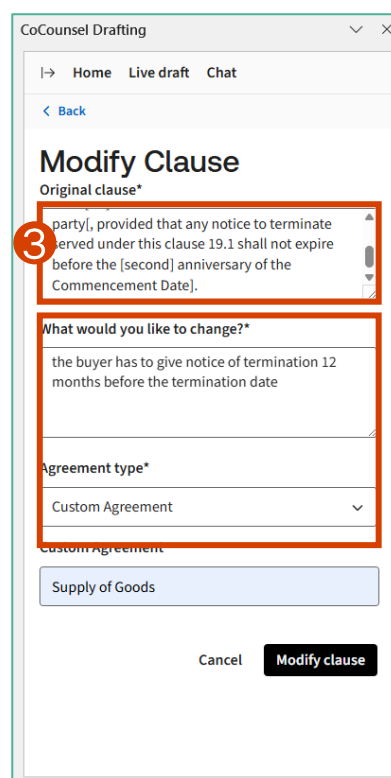 CoCounsel Drafting
Home Live draft Chat
Back
Modify Clause
Original clause*
party[, provided that any notice to terminate
served under this clause 19.1 shall not expire
before the [second] anniversary of the
Commencement Date].
3
What would you like to change?*
the buyer has to give notice of termination 12
months before the termination date
Agreement type*
Custom Agreement
Custom Agreement
Supply of Goods
Cancel Modify clause